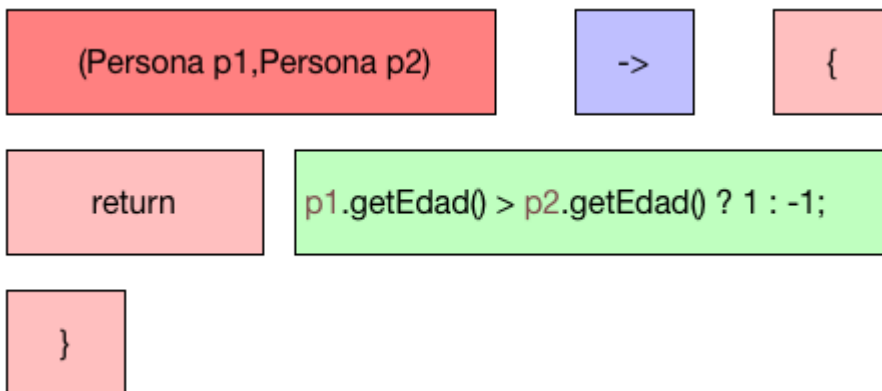 (Persona p1,Persona p2) -> {
return p1.getEdad() > p2.getEdad() ? 1 : -1;
}